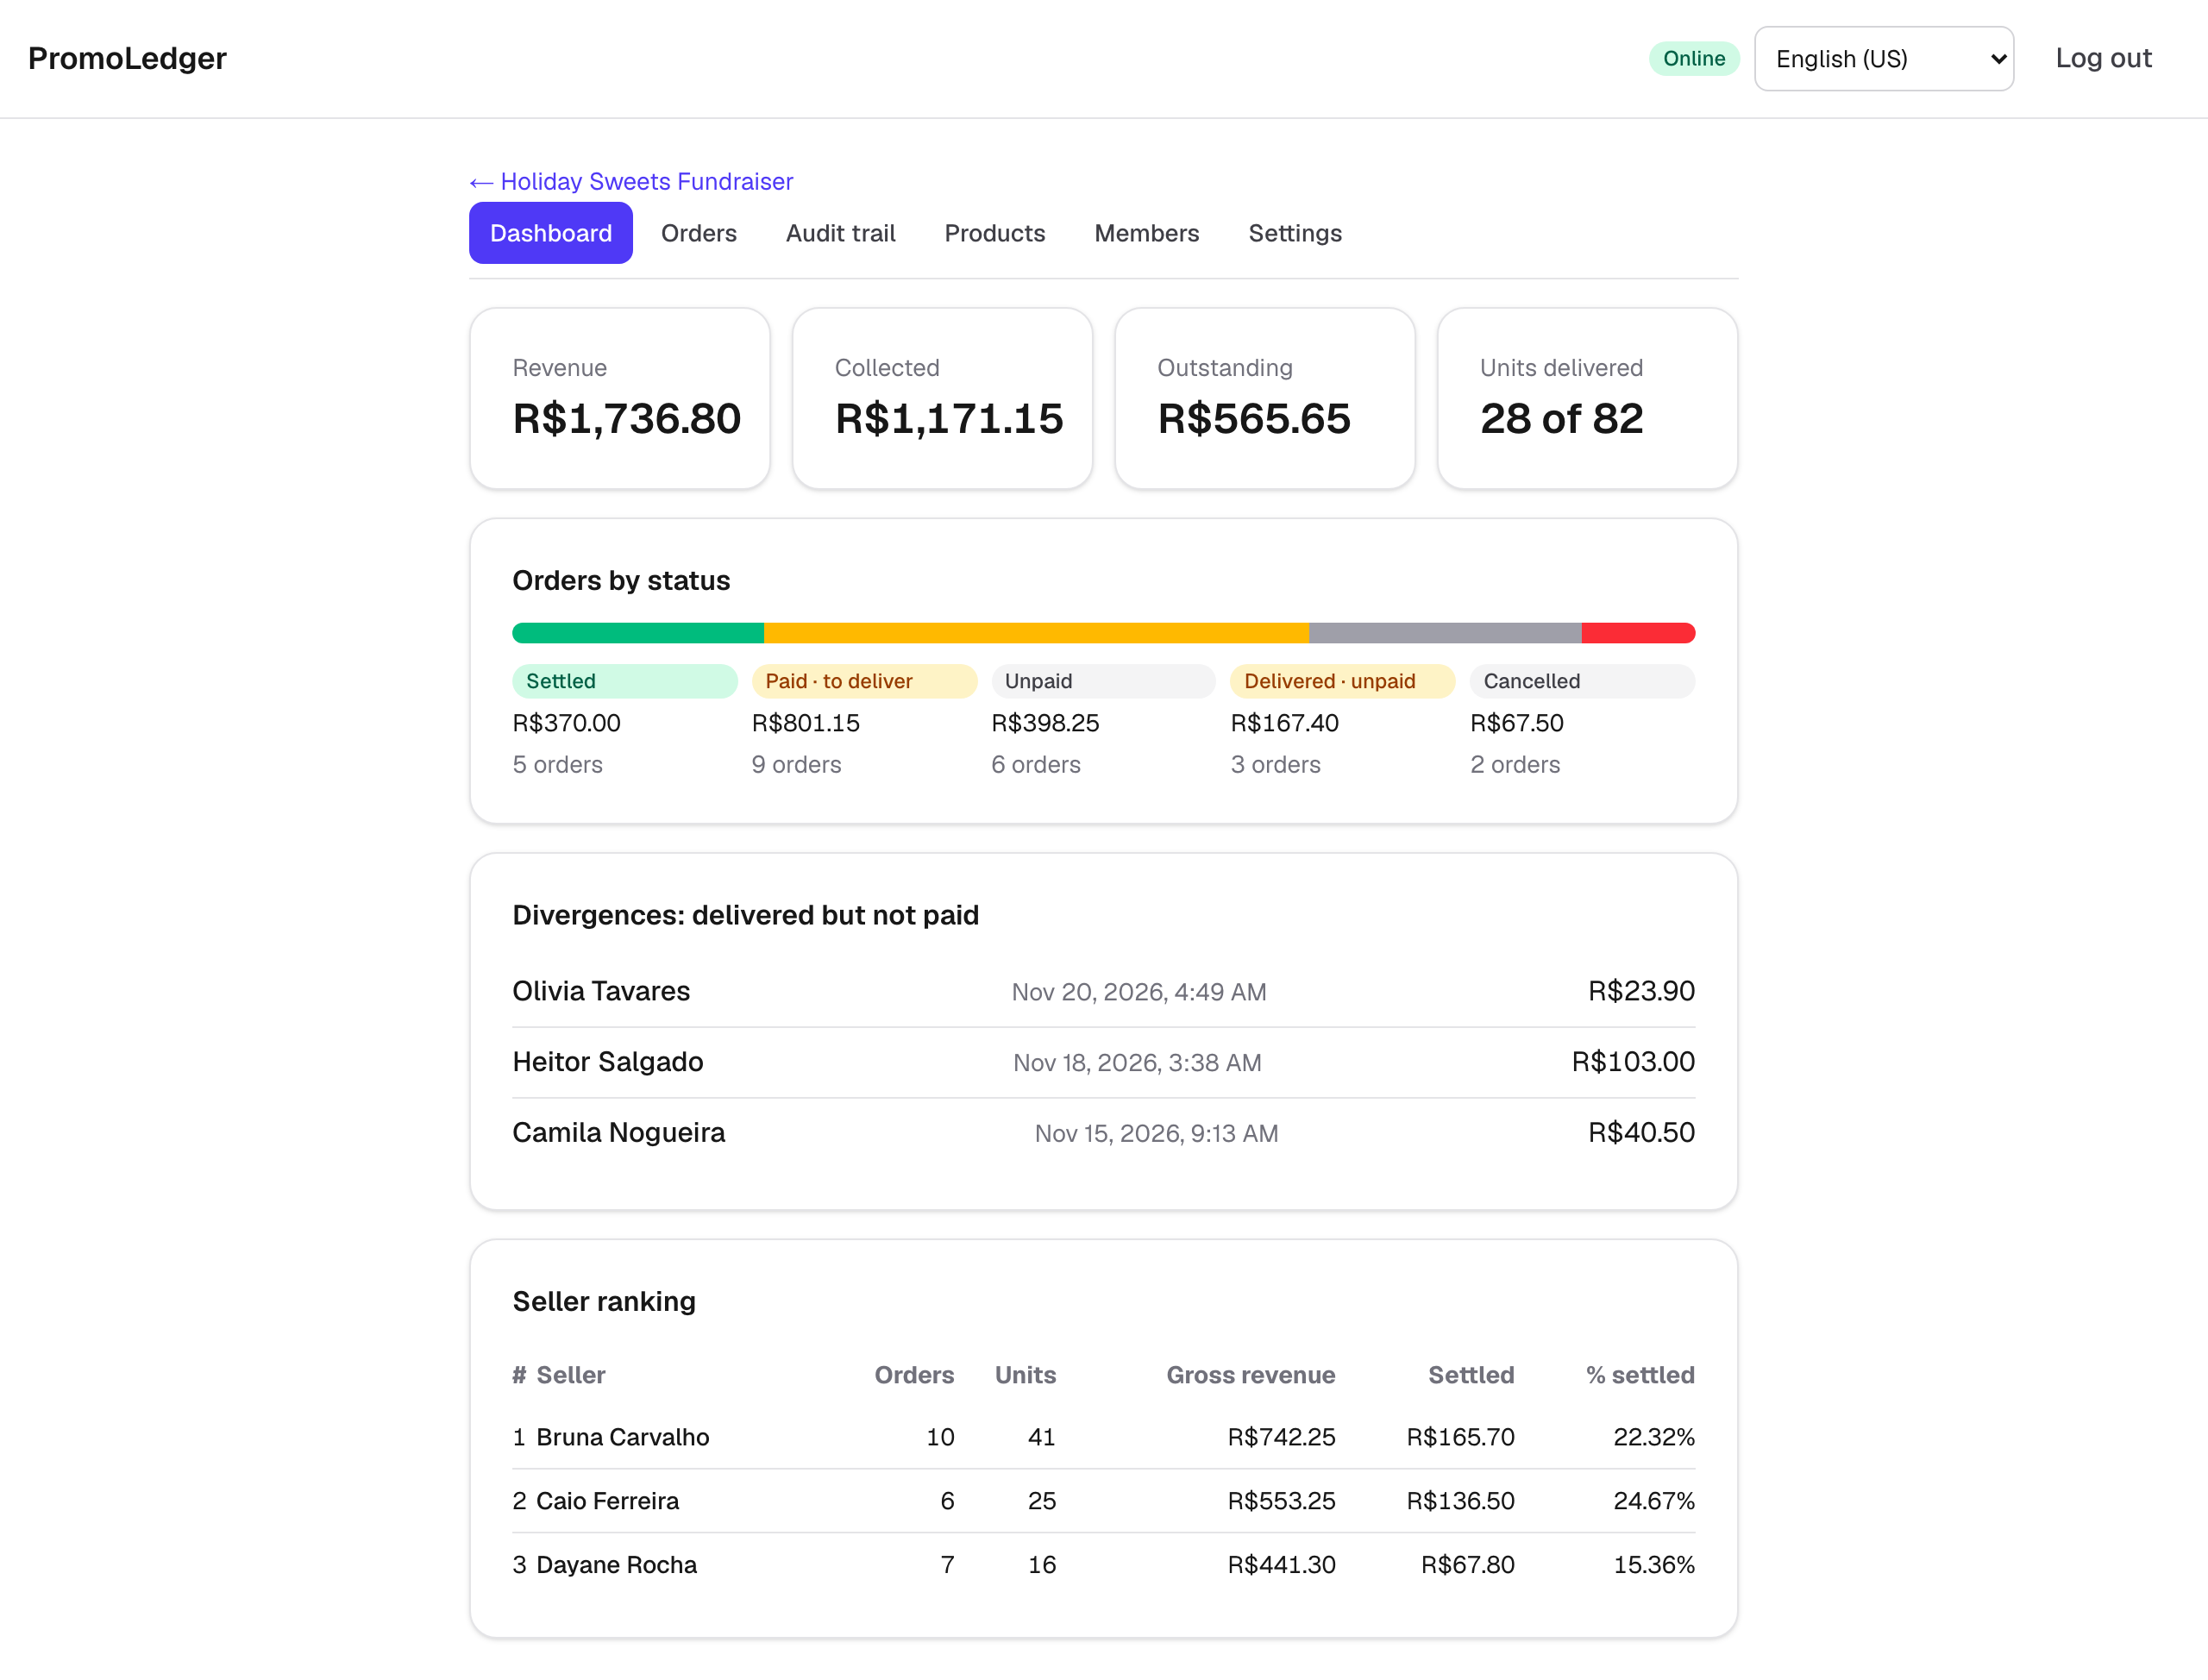 PromoLedger
Online
English (US)
Log out
← Holiday Sweets Fundraiser
Dashboard Orders Audit trail Products Members Settings
Revenue
R$1,736.80
Collected
R$1,171.15
Outstanding
R$565.65
Units delivered
28 of 82
Orders by status
Settled
R$370.00
5 orders
Paid · to deliver
R$801.15
9 orders
Unpaid
R$398.25
6 orders
Delivered · unpaid
R$167.40
3 orders
Cancelled
R$67.50
2 orders
Divergences: delivered but not paid
Olivia Tavares Nov 20, 2026, 4:49 AM R$23.90
Heitor Salgado Nov 18, 2026, 3:38 AM R$103.00
Camila Nogueira Nov 15, 2026, 9:13 AM R$40.50
Seller ranking
# Seller Orders Units Gross revenue Settled % settled
1 Bruna Carvalho 10 41 R$742.25 R$165.70 22.32%
2 Caio Ferreira 6 25 R$553.25 R$136.50 24.67%
3 Dayane Rocha 7 16 R$441.30 R$67.80 15.36%